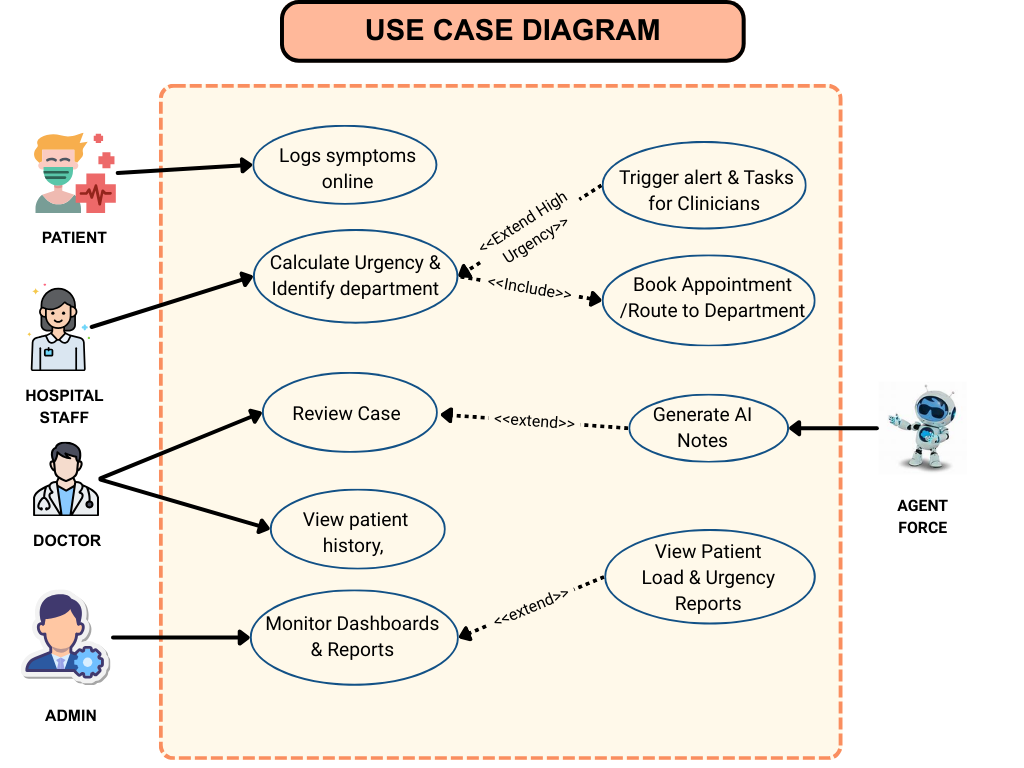 USE CASE DIAGRAM
Logs symptoms
online
Trigger alert & Tasks
for Clinicians
<<Extend High
Urgency>>
PATIENT
Calculate Urgency &
Identify department
<<Include>>
Book Appointment
/Route to Department
HOSPITAL
STAFF
Review Case
<<extend>>
Generate AI
Notes
AGENT
FORCE
DOCTOR
View patient
history,
View Patient
Load & Urgency
Reports
<<extend>>
Monitor Dashboards
& Reports
ADMIN